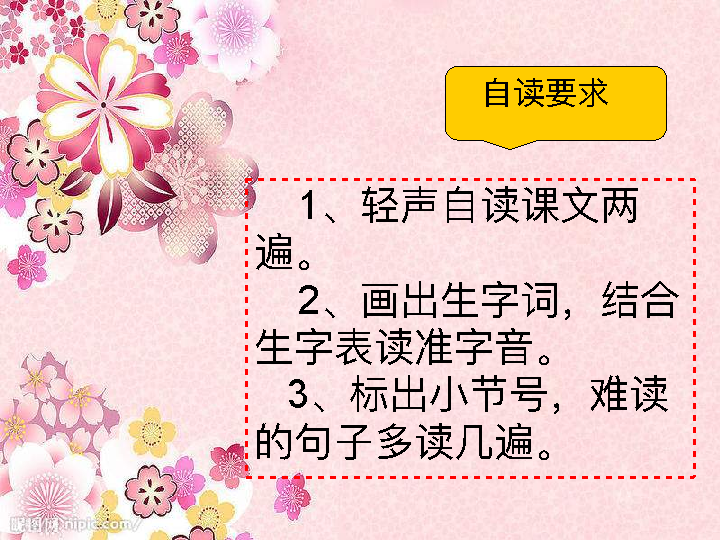 自读要求
1、轻声自读课文两
遍。
2、画出生字词，结合
生字表读准字音。
3、标出小节号，难读
的句子多读几遍。
昵图网 nipic.com/